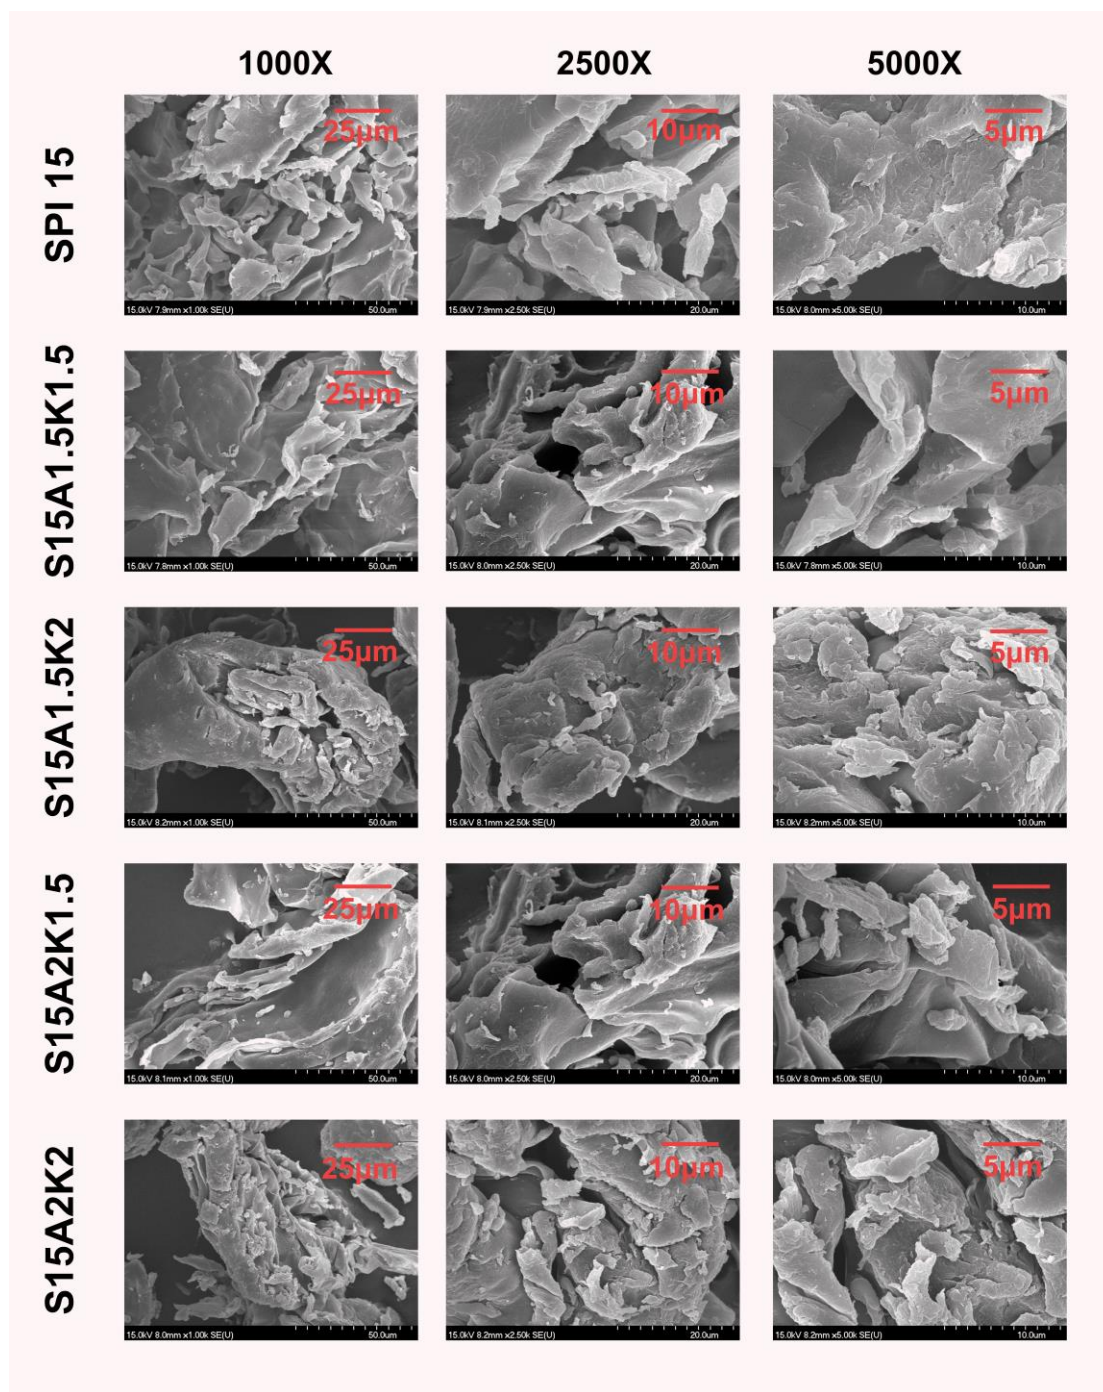 1000X 2500X 5000X
SPI 15
25μm 10μm 5μm
15.0kV 7.9mm x1.00k SE(U) 50.0um 15.0kV 7.9mm x2.50k SE(U) 20.0um 15.0kV 8.0mm x5.00k SE(U) 10.0um
S15A1.5K1.5
25μm 10μm 5μm
15.0kV 7.8mm x1.00k SE(U) 50.0um 15.0kV 8.0mm x2.50k SE(U) 20.0um 15.0kV 7.8mm x5.00k SE(U) 10.0um
S15A1.5K2
25μm 10μm 5μm
15.0kV 8.2mm x1.00k SE(U) 50.0um 15.0kV 8.1mm x2.50k SE(U) 20.0um 15.0kV 8.2mm x5.00k SE(U) 10.0um
S15A2K1.5
25μm 10μm 5μm
15.0kV 8.1mm x1.00k SE(U) 50.0um 15.0kV 8.0mm x2.50k SE(U) 20.0um 15.0kV 8.0mm x5.00k SE(U) 10.0um
S15A2K2
25μm 10μm 5μm
15.0kV 8.0mm x1.00k SE(U) 50.0um 15.0kV 8.2mm x2.50k SE(U) 20.0um 15.0kV 8.2mm x5.00k SE(U) 10.0um